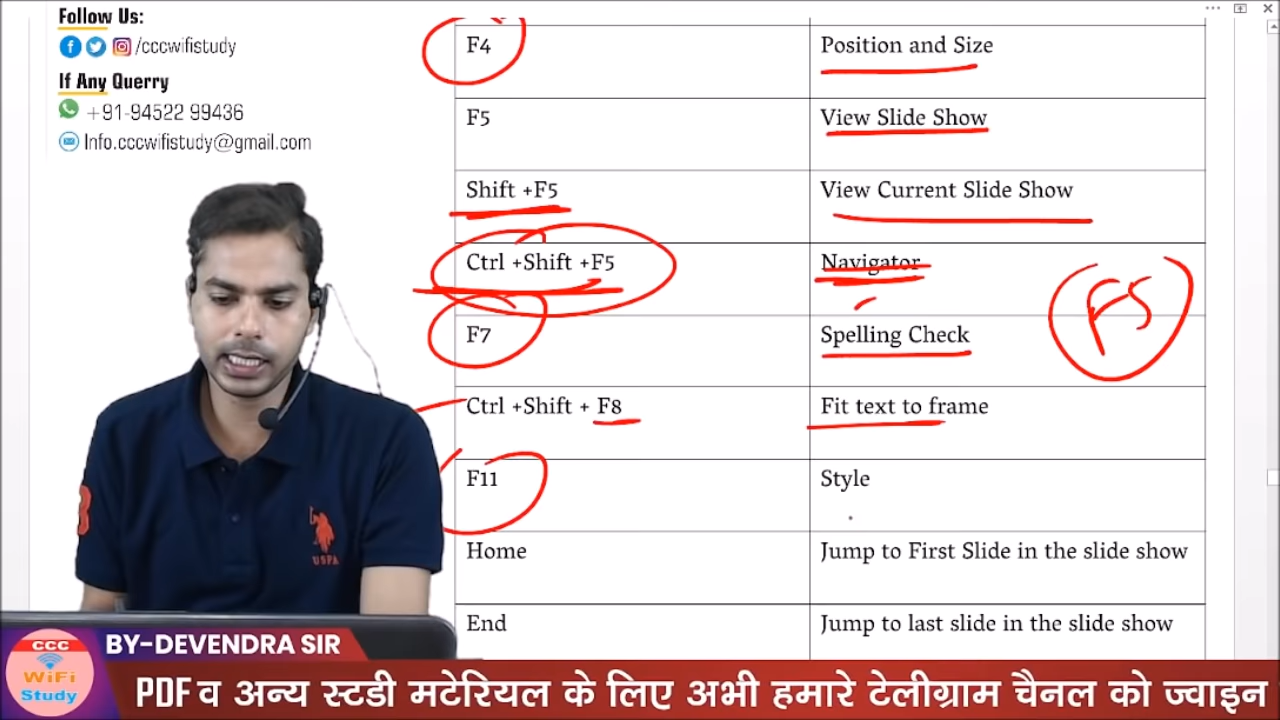 Follow Us:
/cccwifistudy
If Any Querry
+91-94522 99436
Info.cccwifistudy@gmail.com
F4 Position and Size
F5 View Slide Show
Shift +F5 View Current Slide Show
Ctrl +Shift +F5 Navigator
F5
F7 Spelling Check
Ctrl +Shift + F8 Fit text to frame
F11 Style
Home Jump to First Slide in the slide show
End Jump to last slide in the slide show
3
USPA
CCC
WiFi
Study
BY-DEVENDRA SIR
PDF व अन्य स्टडी मटेरियल के लिए अभी हमारे टेलीग्राम चैनल को ज्वाइन